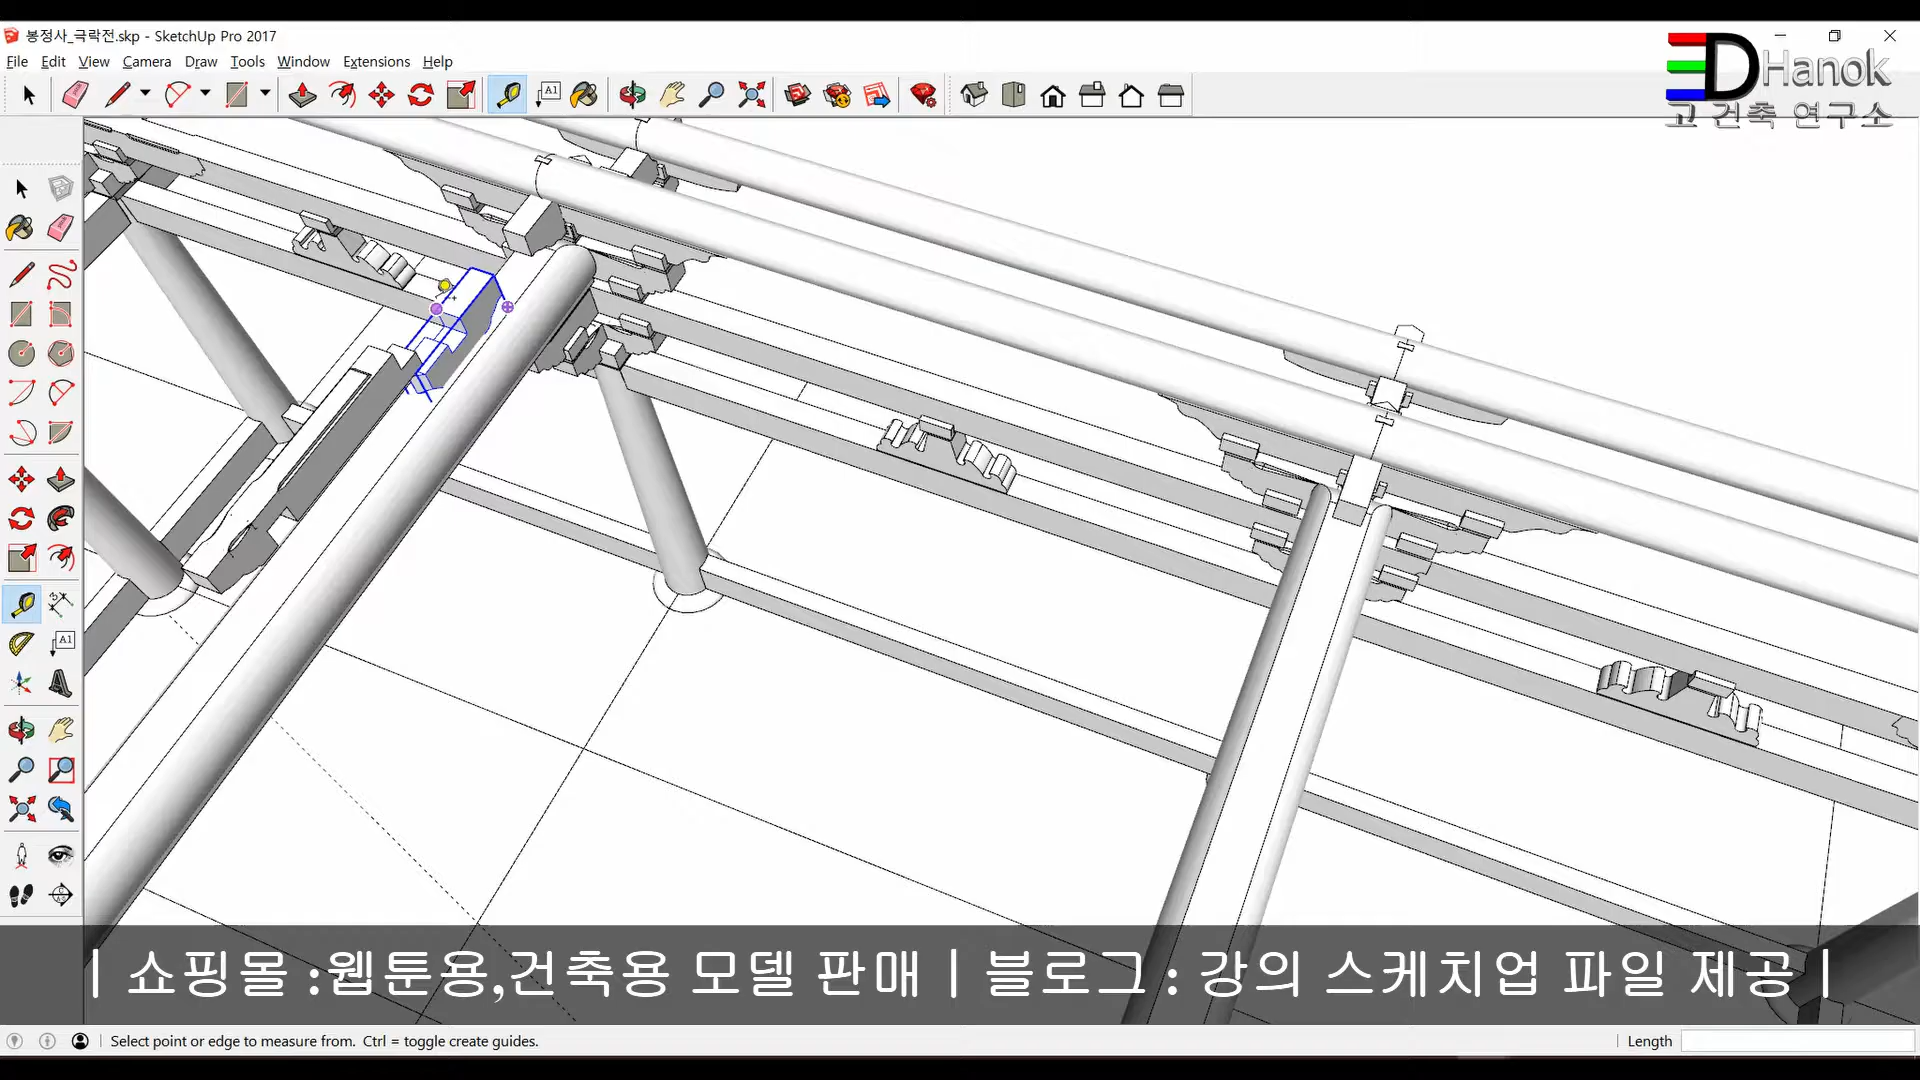 봉정사_극락전.skp - SketchUp Pro 2017
File Edit View Camera Draw Tools Window Extensions Help
A1
DHanok
고 건축 연구소
A1
| 쇼핑몰 :웹툰용,건축용 모델 판매 | 블로그 : 강의 스케치업 파일 제공 |
Select point or edge to measure from. Ctrl = toggle create guides.
Length